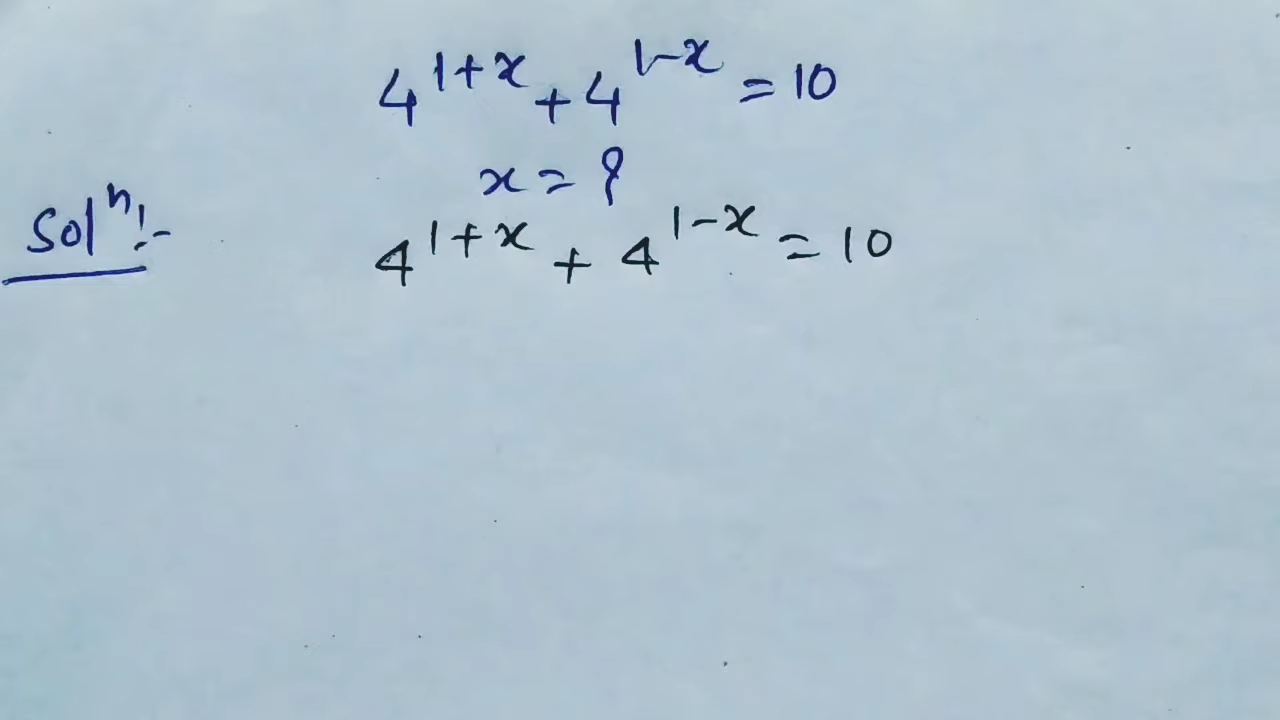 4^{1+x} + 4^{1-x} = 10
x = ?
Sol^n:-
4^{1+x} + 4^{1-x} = 10